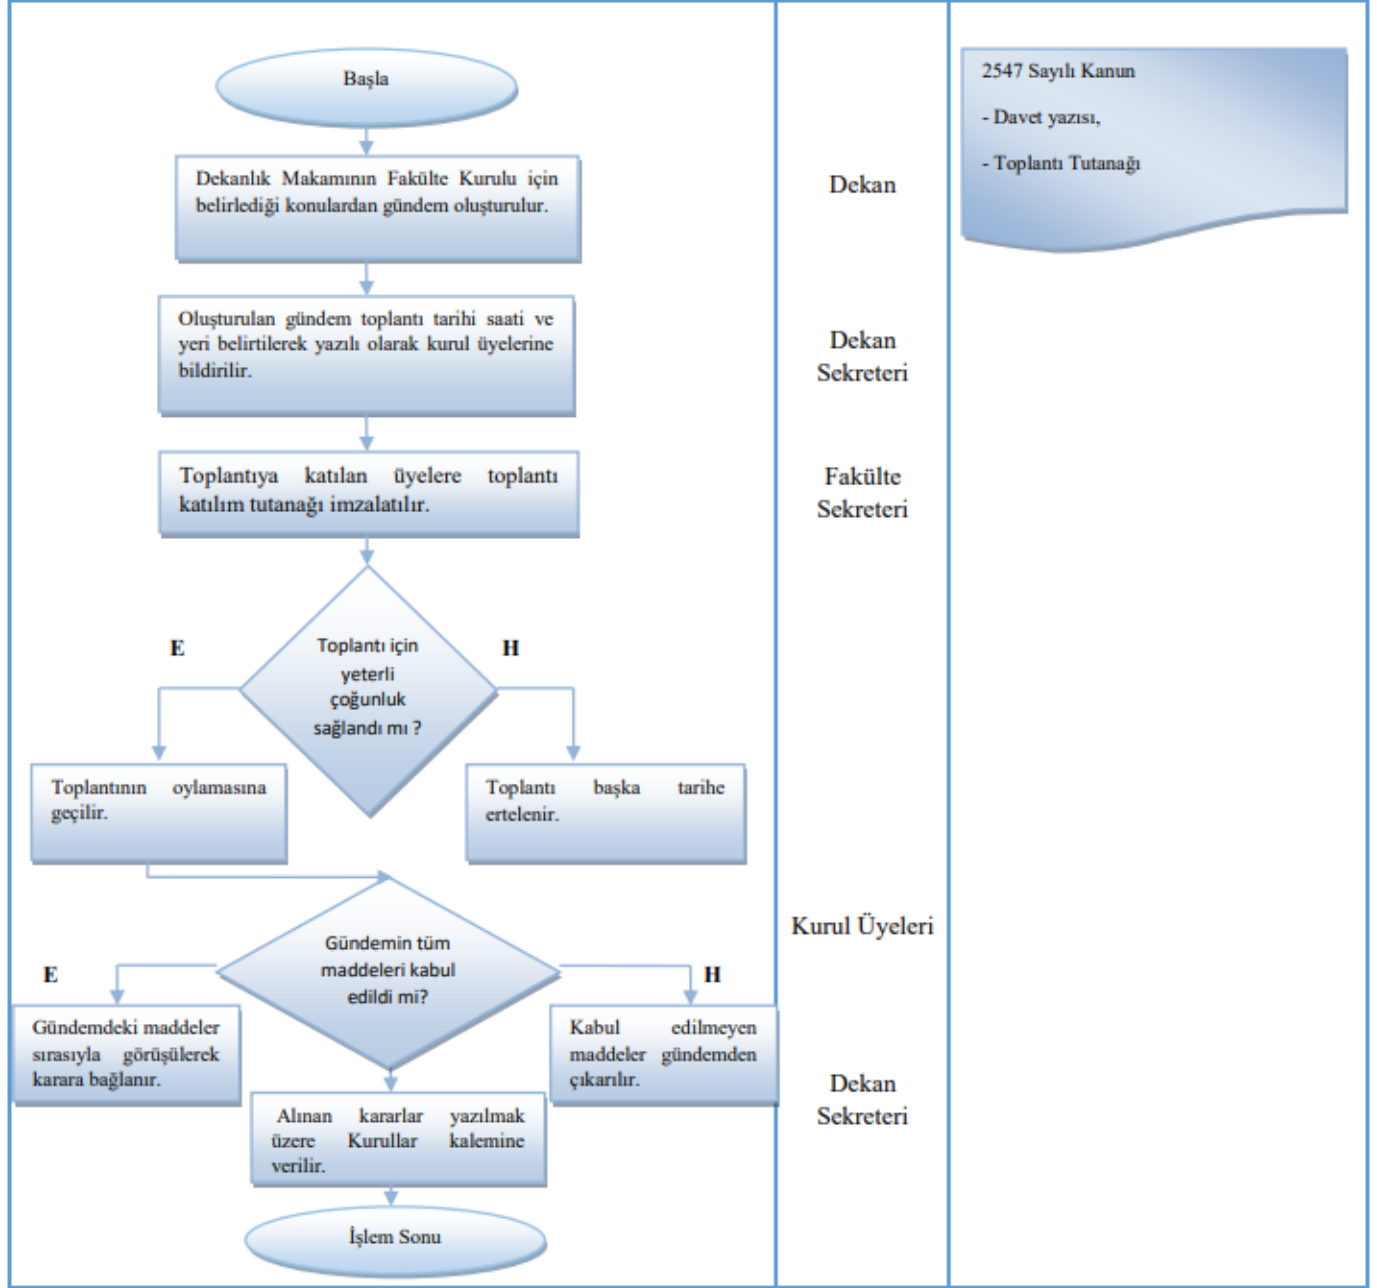 Başla
Dekanlık Makamının Fakülte Kurulu için
belirlediği konulardan gündem oluşturulur.
Dekan
2547 Sayılı Kanun
- Davet yazısı,
- Toplantı Tutanağı
Oluşturulan gündem toplantı tarihi saati ve
yeri belirtilerek yazılı olarak kurul üyelerine
bildirilir.
Dekan
Sekreteri
Toplantıya katılan üyelere toplantı
katılım tutanağı imzalatılır.
Fakülte
Sekreteri
E
Toplantı için
yeterli
çoğunluk
sağlandı mı ?
H
Toplantının oylamasına
geçilir.
Toplantı başka tarihe
ertelenir.
Kurul Üyeleri
E
Gündemin tüm
maddeleri kabul
edildi mi?
H
Gündemdeki maddeler
sırasıyla görüşülerek
karara bağlanır.
Kabul edilmeyen
maddeler gündemden
çıkarılır.
Dekan
Sekreteri
Alınan kararlar yazılmak
üzere Kurullar kalemine
verilir.
İşlem Sonu